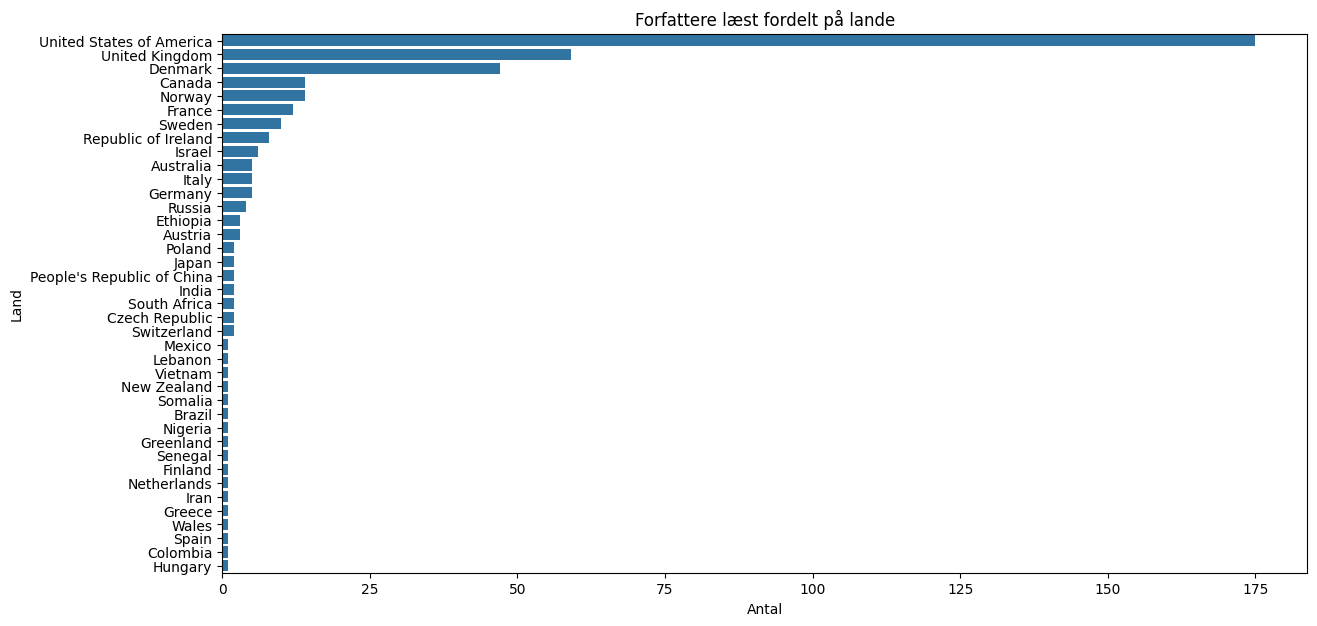 Forfattere læst fordelt på lande
United States of America
United Kingdom
Denmark
Canada
Norway
France
Sweden
Republic of Ireland
Israel
Australia
Italy
Germany
Russia
Ethiopia
Austria
Poland
Japan
People's Republic of China
India
South Africa
Czech Republic
Switzerland
Mexico
Lebanon
Vietnam
New Zealand
Somalia
Brazil
Nigeria
Greenland
Senegal
Finland
Netherlands
Iran
Greece
Wales
Spain
Colombia
Hungary
Land
0 25 50 75 100 125 150 175
Antal